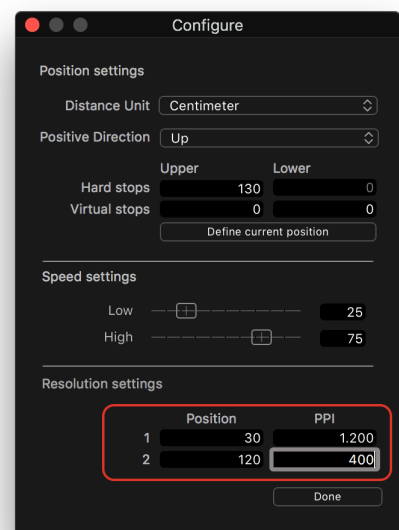 Configure
Position settings
Distance Unit Centimeter
Positive Direction Up
Upper Lower
Hard stops 130 0
Virtual stops 0 0
Define current position
Speed settings
Low 25
High 75
Resolution settings
Position PPI
1 30 1.200
2 120 400
Done